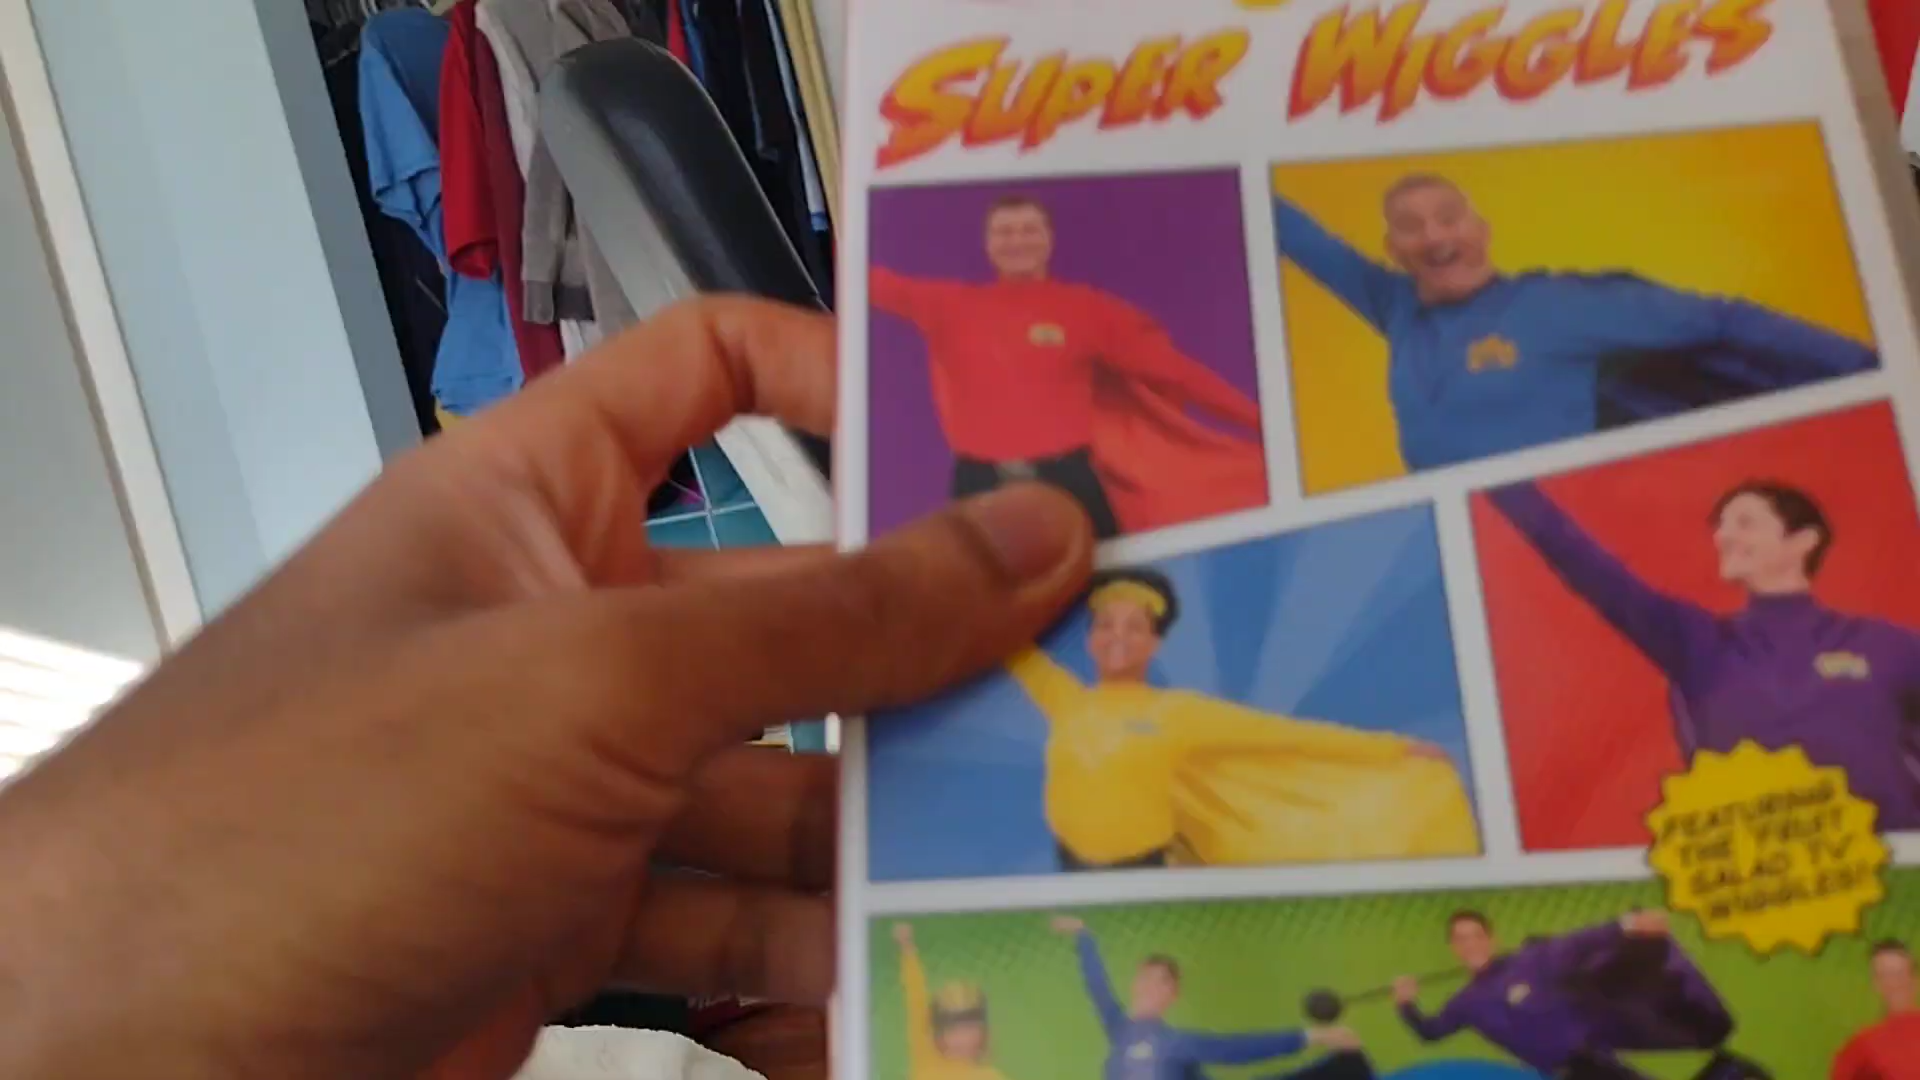 SUPER WIGGLES
FEATURING
THE FRUIT
SALAD TV
WIGGLES!